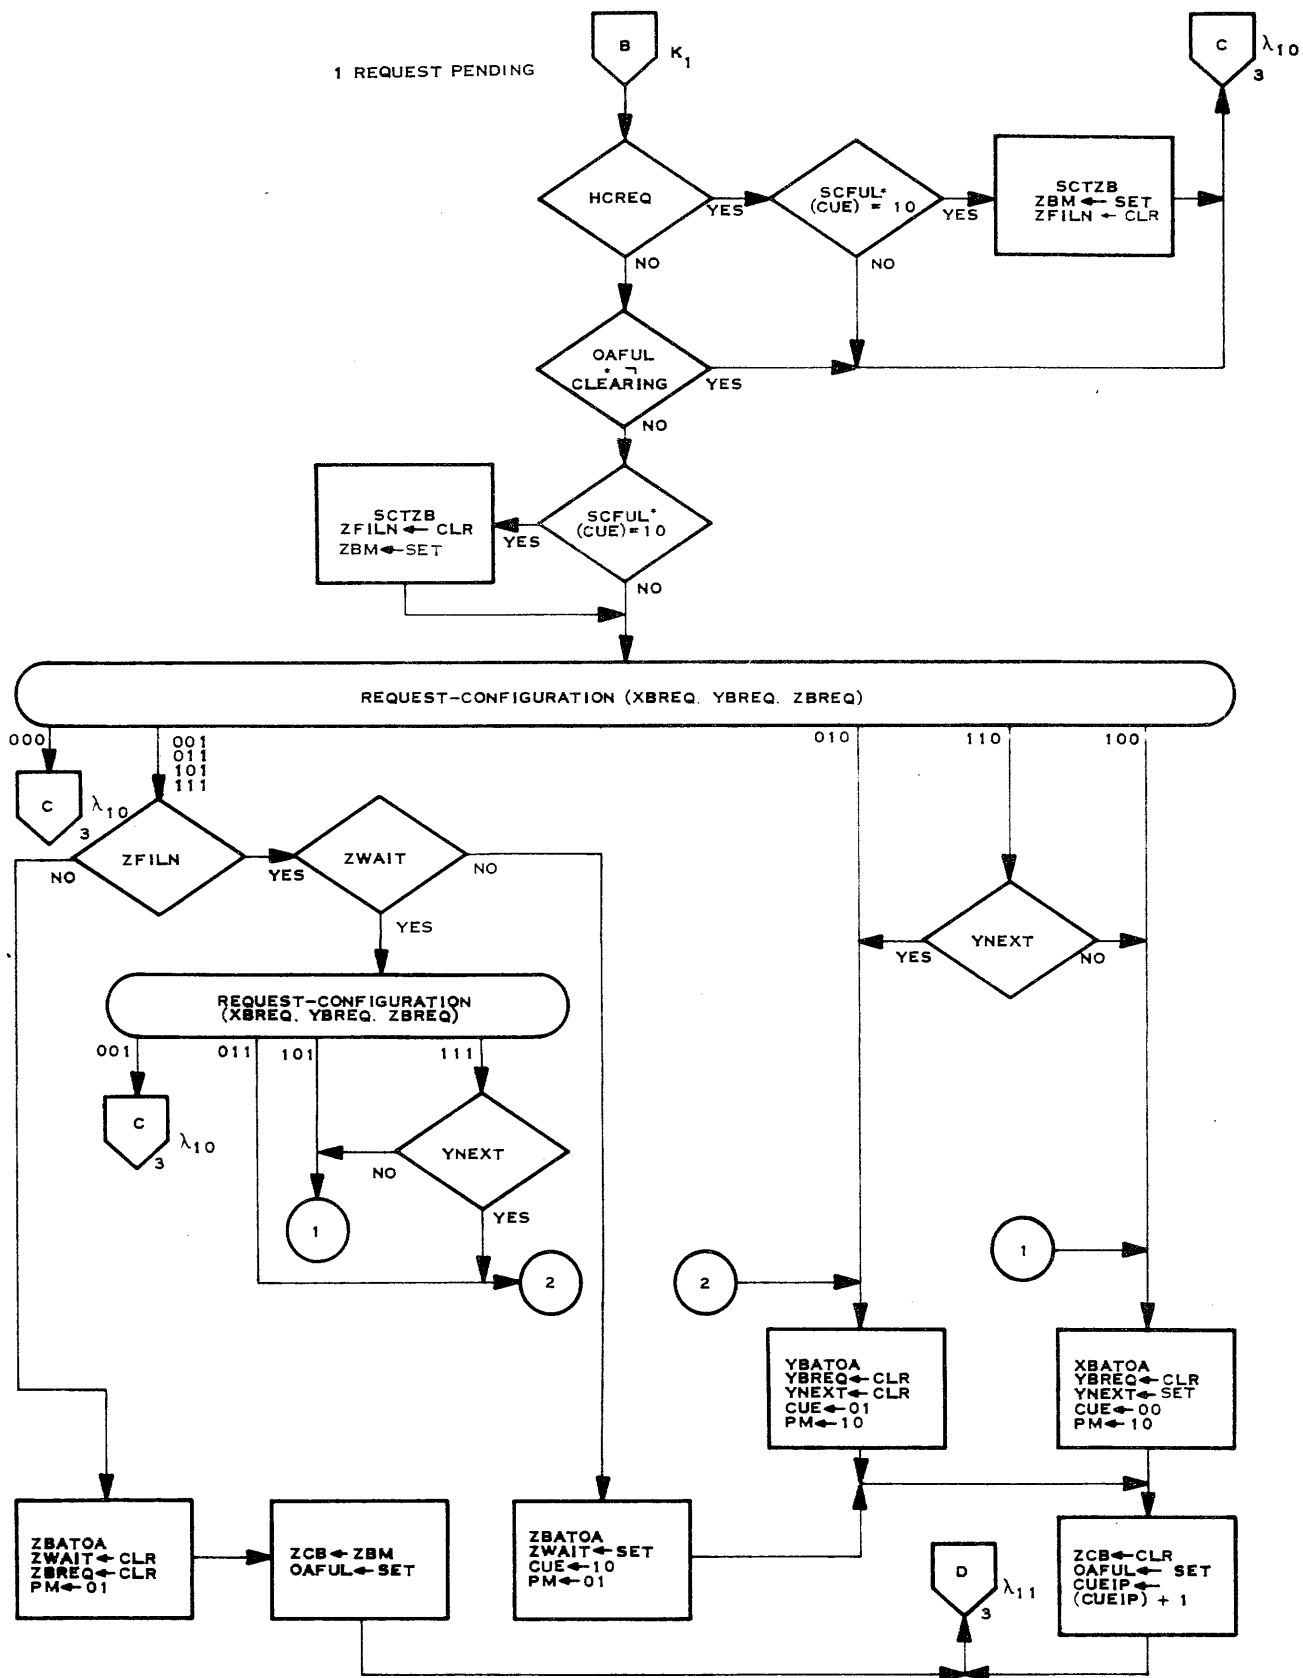 B
K1
C
λ10
3
1 REQUEST PENDING
HCREQ
YES
SCFUL*
(CUE) = 10
YES
SCTZB
ZBM ← SET
ZFILN ← CLR
NO
NO
OAFUL
* ¬
CLEARING
YES
NO
SCTZB
ZFILN ← CLR
ZBM ← SET
YES
SCFUL*
(CUE) = 10
NO
REQUEST-CONFIGURATION (XBREQ. YBREQ. ZBREQ)
000
001
011
101
111
010
110
100
C
λ10
3
ZFILN
NO
YES
ZWAIT
NO
YES
YNEXT
YES
NO
REQUEST-CONFIGURATION
(XBREQ. YBREQ. ZBREQ)
001
011
101
111
C
λ10
3
YNEXT
NO
YES
1
2
2
1
YBATOA
YBREQ ← CLR
YNEXT ← CLR
CUE ← 01
PM ← 10
XBATOA
YBREQ ← CLR
YNEXT ← SET
CUE ← 00
PM ← 10
ZBATOA
ZWAIT ← CLR
ZBREQ ← CLR
PM ← 01
ZCB ← ZBM
OAFUL ← SET
ZBATOA
ZWAIT ← SET
CUE ← 10
PM ← 01
D
λ11
3
ZCB ← CLR
OAFUL ← SET
CUEIP ←
(CUEIP) + 1